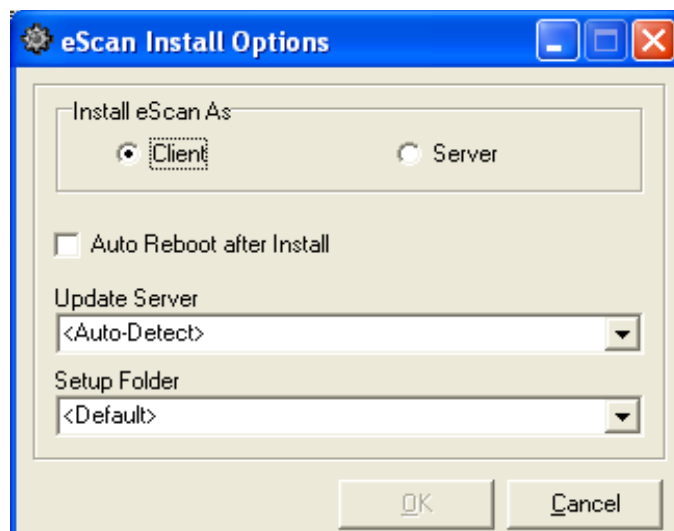 eScan Install Options
Install eScan As
Client
Server
Auto Reboot after Install
Update Server
<Auto-Detect>
Setup Folder
<Default>
OK
Cancel